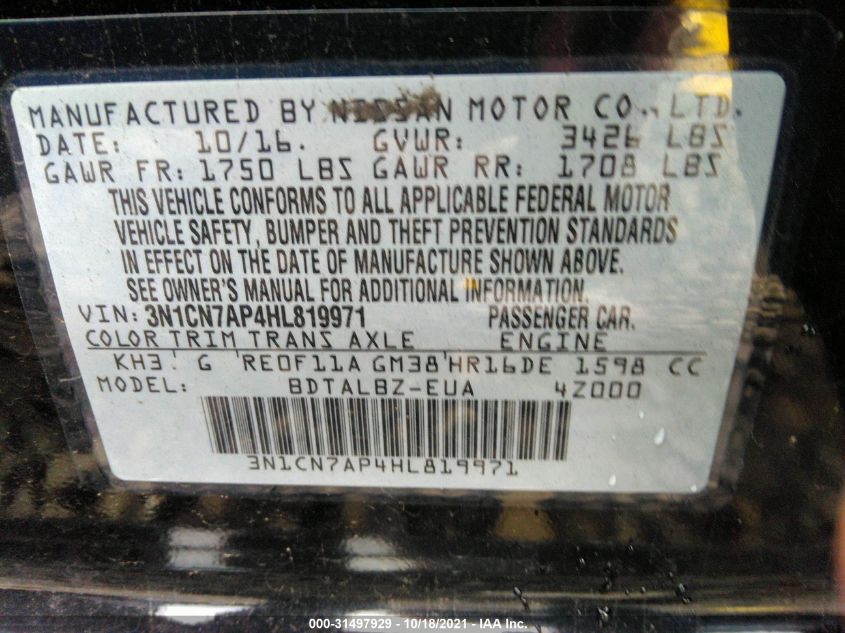 MANUFACTURED BY NISSAN MOTOR CO., LTD.
DATE: 10/16. GVWR: 3426 LBS
GAWR FR: 1750 LBS GAWR RR: 1708 LBS
THIS VEHICLE CONFORMS TO ALL APPLICABLE FEDERAL MOTOR
VEHICLE SAFETY, BUMPER AND THEFT PREVENTION STANDARDS
IN EFFECT ON THE DATE OF MANUFACTURE SHOWN ABOVE.
SEE OWNER'S MANUAL FOR ADDITIONAL INFORMATION.
VIN: 3N1CN7AP4HL819971 PASSENGER CAR.
COLOR TRIM TRANS AXLE ENGINE
KH3 G RE0F11A GM38 HR16DE 1598 CC
MODEL: BDTALBZ-EUA 4Z000
3N1CN7AP4HL819971
000-31497929 - 10/18/2021 - IAA Inc.